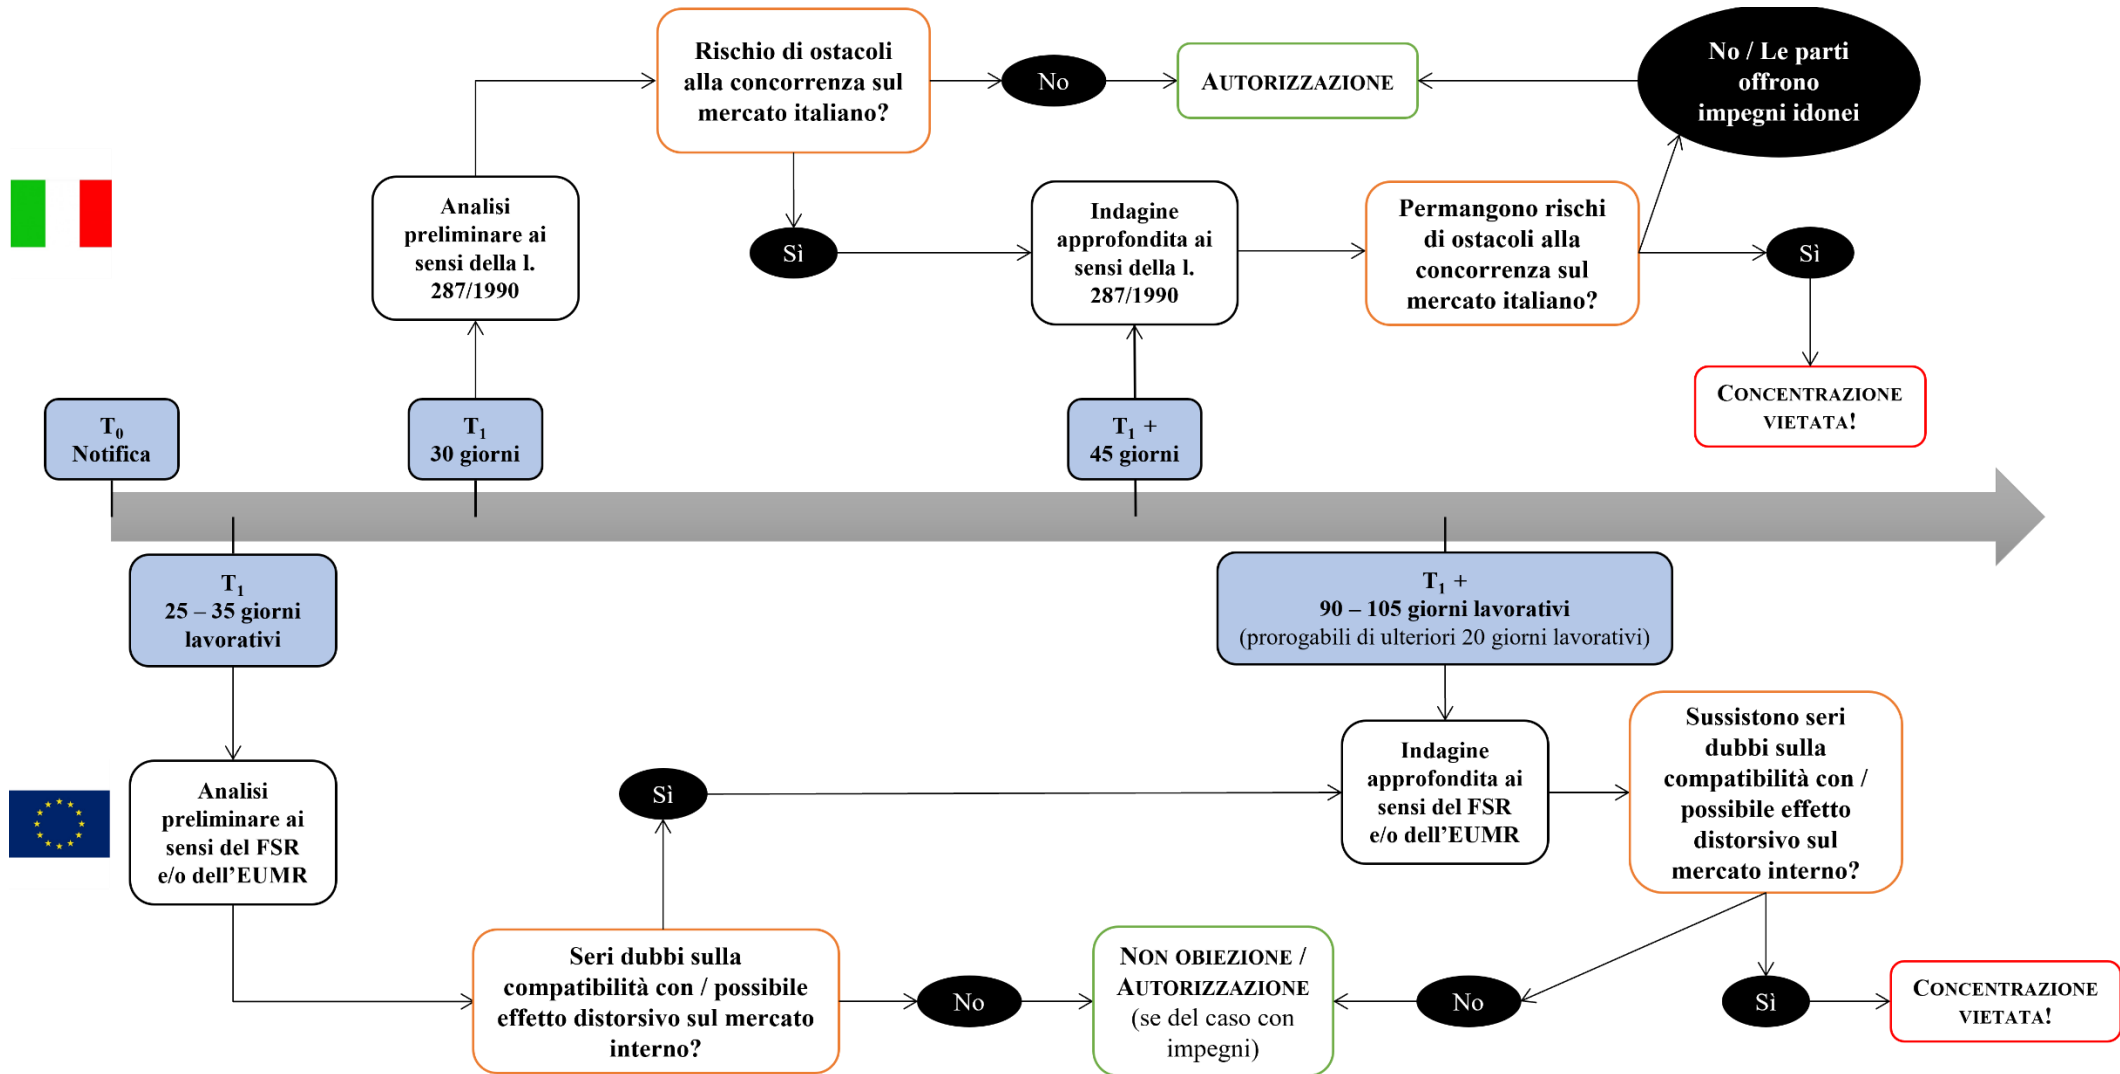 Rischio di ostacoli
alla concorrenza sul
mercato italiano?
No
AUTORIZZAZIONE
No / Le parti
offrono
impegni idonei
Analisi
preliminare ai
sensi della l.
287/1990
Sì
Indagine
approfondita ai
sensi della l.
287/1990
Permangono rischi
di ostacoli alla
concorrenza sul
mercato italiano?
Sì
CONCENTRAZIONE
VIETATA!
T0
Notifica
T1
30 giorni
T1 +
45 giorni
T1
25 – 35 giorni
lavorativi
T1 +
90 – 105 giorni lavorativi
(prorogabili di ulteriori 20 giorni lavorativi)
Analisi
preliminare ai
sensi del FSR
e/o dell’EUMR
Sì
Indagine
approfondita ai
sensi del FSR
e/o dell’EUMR
Sussistono seri
dubbi sulla
compatibilità con /
possibile effetto
distorsivo sul
mercato interno?
Seri dubbi sulla
compatibilità con / possibile
effetto distorsivo sul mercato
interno?
No
NON OBIEZIONE /
AUTORIZZAZIONE
(se del caso con
impegni)
No
Sì
CONCENTRAZIONE
VIETATA!